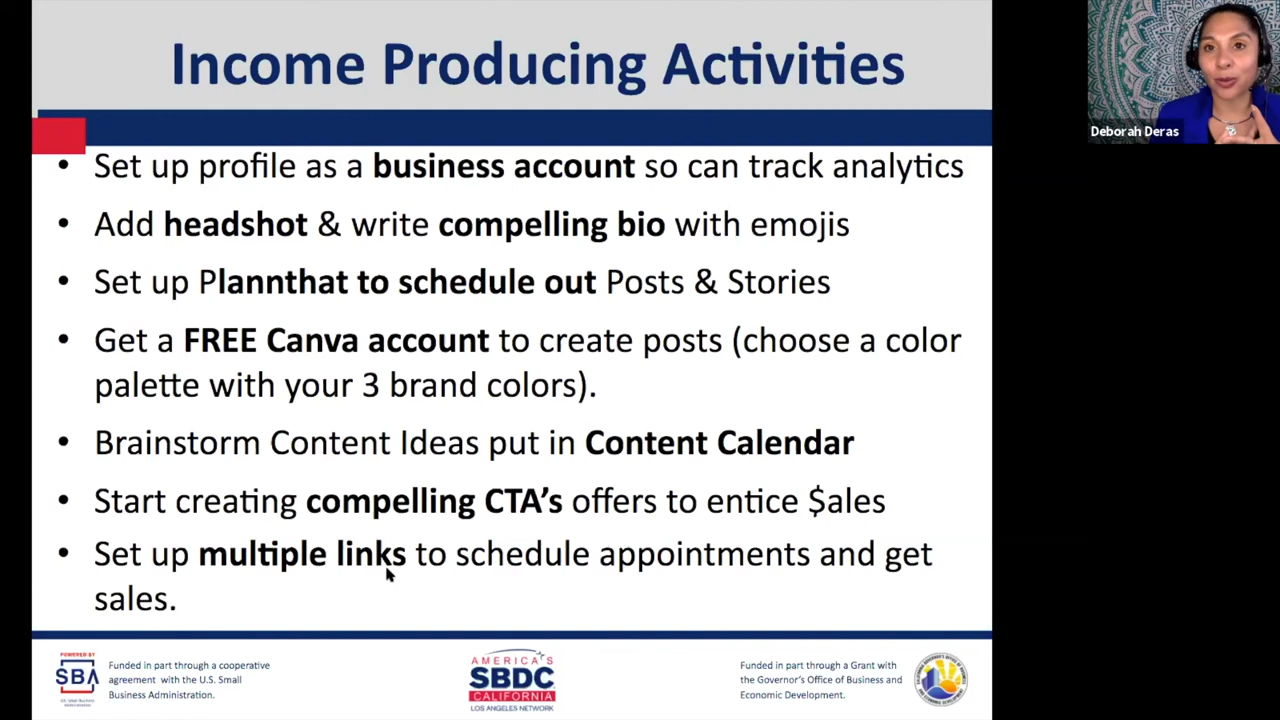 Income Producing Activities
Deborah Deras
• Set up profile as a business account so can track analytics
• Add headshot & write compelling bio with emojis
• Set up Plannthat to schedule out Posts & Stories
• Get a FREE Canva account to create posts (choose a color
palette with your 3 brand colors).
• Brainstorm Content Ideas put in Content Calendar
• Start creating compelling CTA’s offers to entice $ales
• Set up multiple links to schedule appointments and get
sales.
POWERED BY
SBA
Funded in part through a cooperative
agreement with the U.S. Small
Business Administration.
AMERICA'S
SBDC
CALIFORNIA
LOS ANGELES NETWORK
Funded in part through a Grant with
the Governor’s Office of Business and
Economic Development.